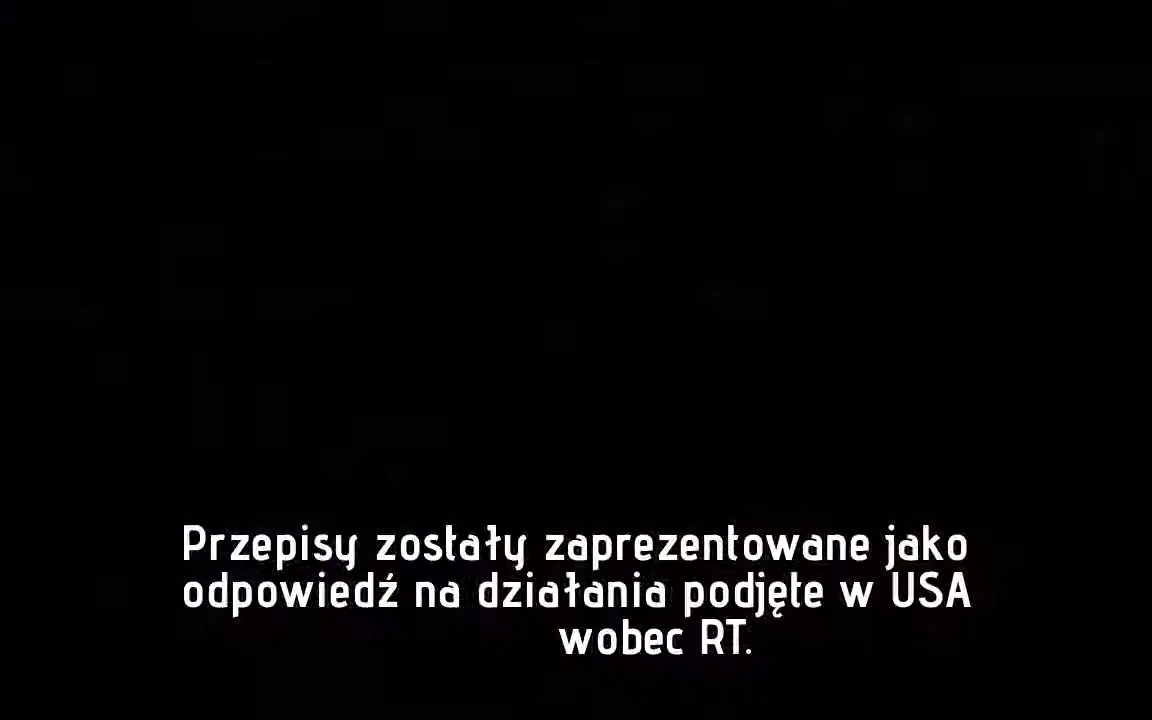 Przepisy zostały zaprezentowane jako
odpowiedź na działania podjęte w USA
wobec RT.